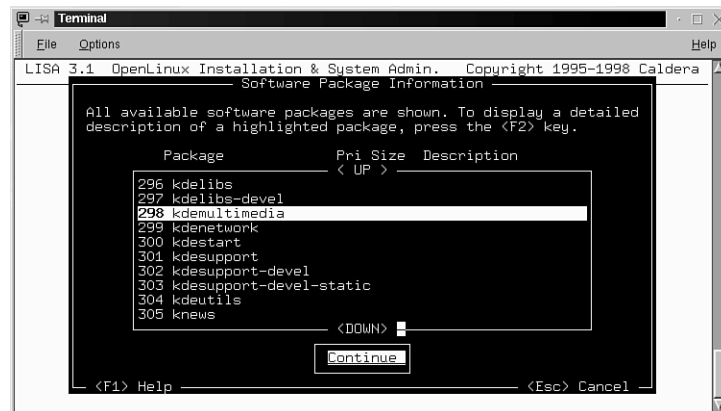 Terminal
File Options Help
LISA 3.1 OpenLinux Installation & System Admin. Copyright 1995-1998 Caldera
Software Package Information
All available software packages are shown. To display a detailed
description of a highlighted package, press the <F2> key.
Package Pri Size Description
< UP >
296 kdelibs
297 kdelibs-devel
298 kdemultimedia
299 kdenetwork
300 kdestart
301 kdesupport
302 kdesupport-devel
303 kdesupport-devel-static
304 kdeutils
305 knews
<DOWN>
Continue
<F1> Help <Esc> Cancel